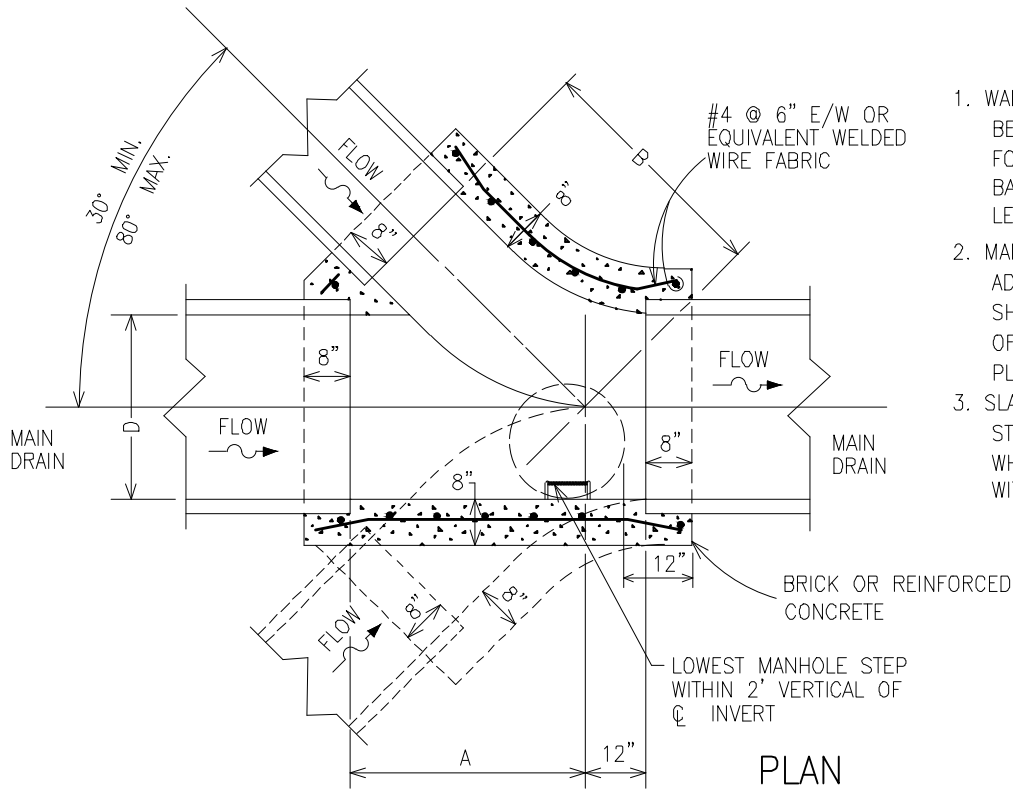 30° MIN.
80° MAX.
FLOW
8"
#4 @ 6" E/W OR
EQUIVALENT WELDED
WIRE FABRIC
B
8"
8"
FLOW
D
MAIN
DRAIN
FLOW
8"
MAIN
DRAIN
8"
12"
BRICK OR REINFORCED
CONCRETE
8"
8"
FLOW
LOWEST MANHOLE STEP
WITHIN 2' VERTICAL OF
℄ INVERT
A
12"
PLAN
1.
BE
FO
BA
LE
2.
AD
SH
OF
PL
3. SLA
ST
WH
WI